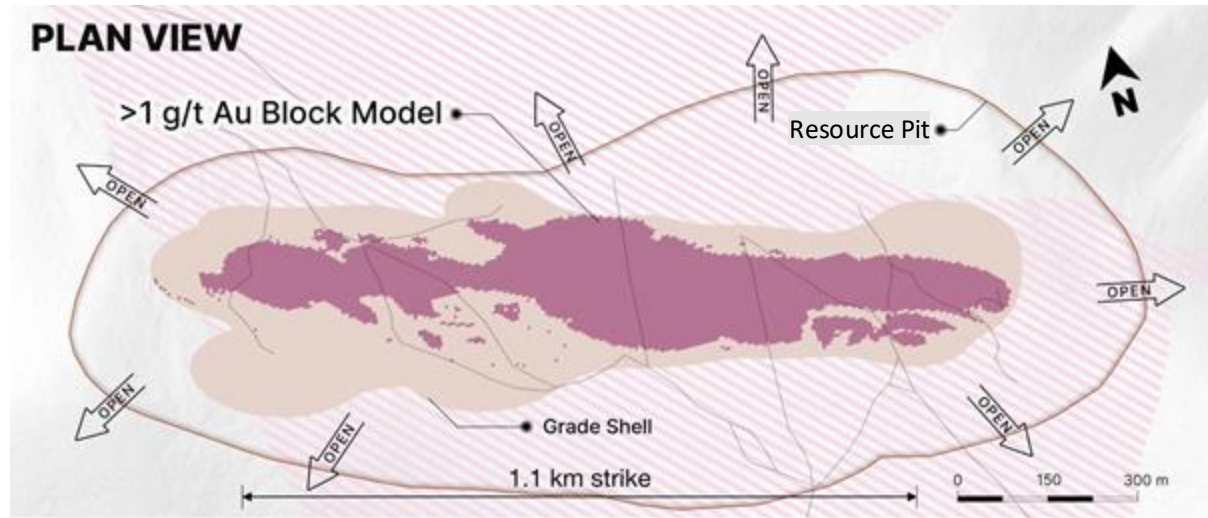 PLAN VIEW
>1 g/t Au Block Model
OPEN
OPEN
Resource Pit
OPEN
N
OPEN
OPEN
OPEN
OPEN
OPEN
Grade Shell
1.1 km strike
0 150 300 m